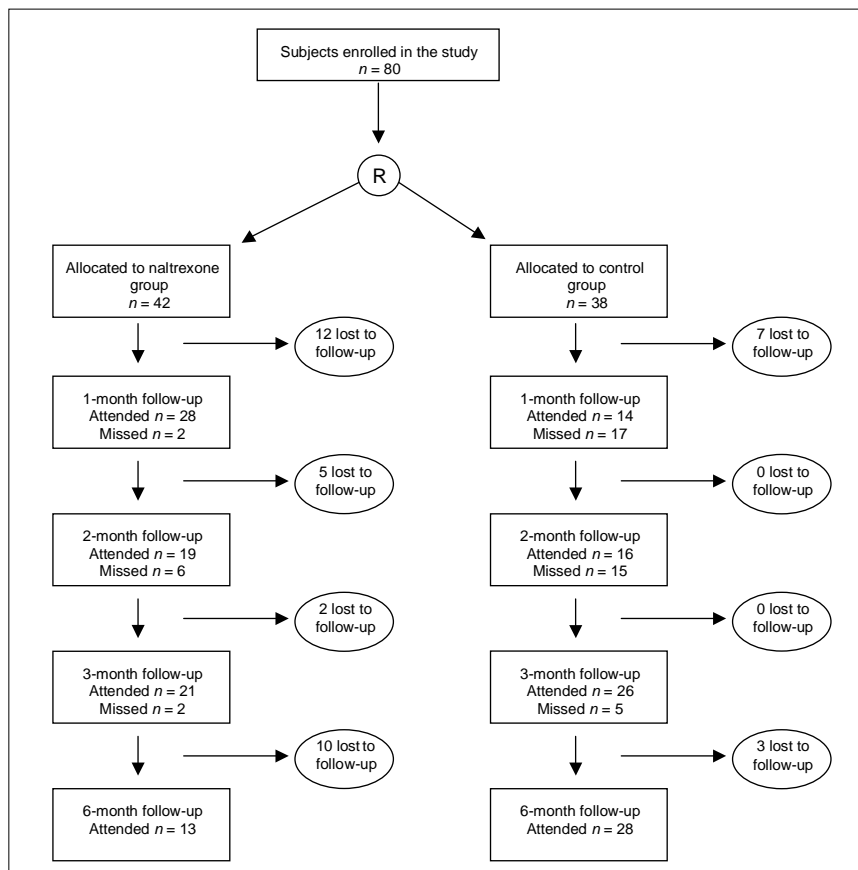 Subjects enrolled in the study
n = 80
R
Allocated to naltrexone
group
n = 42
Allocated to control
group
n = 38
12 lost to
follow-up
7 lost to
follow-up
1-month follow-up
Attended n = 28
Missed n = 2
1-month follow-up
Attended n = 14
Missed n = 17
5 lost to
follow-up
0 lost to
follow-up
2-month follow-up
Attended n = 19
Missed n = 6
2-month follow-up
Attended n = 16
Missed n = 15
2 lost to
follow-up
0 lost to
follow-up
3-month follow-up
Attended n = 21
Missed n = 2
3-month follow-up
Attended n = 26
Missed n = 5
10 lost to
follow-up
3 lost to
follow-up
6-month follow-up
Attended n = 13
6-month follow-up
Attended n = 28